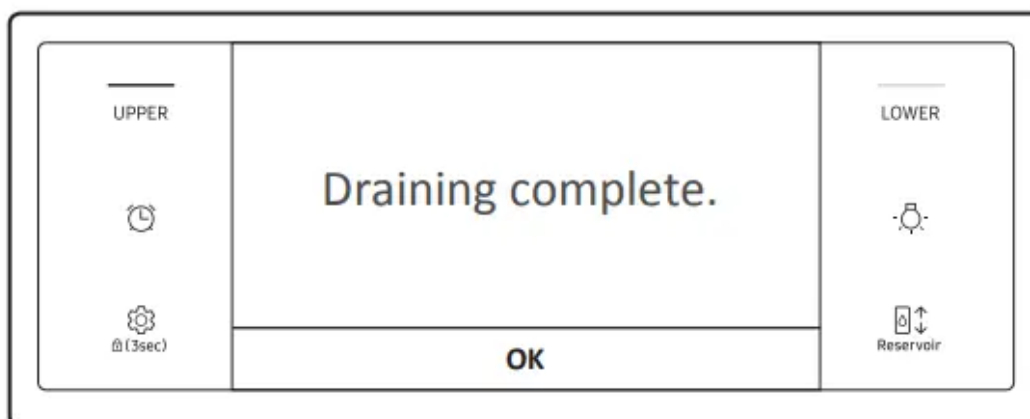 UPPER
LOWER
Draining complete.
(3sec)
Reservoir
OK